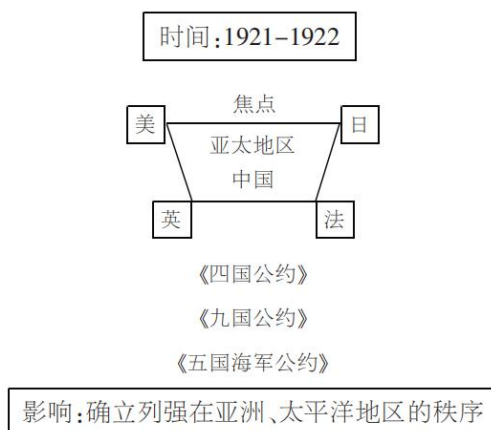 时间:1921-1922
焦点
美
日
亚太地区
中国
英
法
《四国公约》
《九国公约》
《五国海军公约》
影响:确立列强在亚洲、太平洋地区的秩序